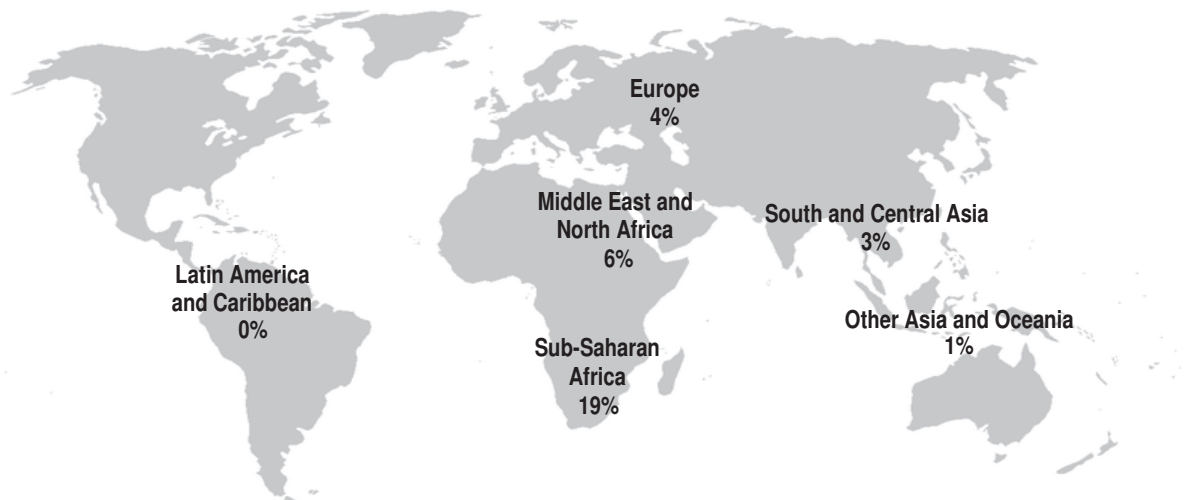 Europe
4%
Middle East and
North Africa
6%
South and Central Asia
3%
Latin America
and Caribbean
0%
Other Asia and Oceania
1%
Sub-Saharan
Africa
19%